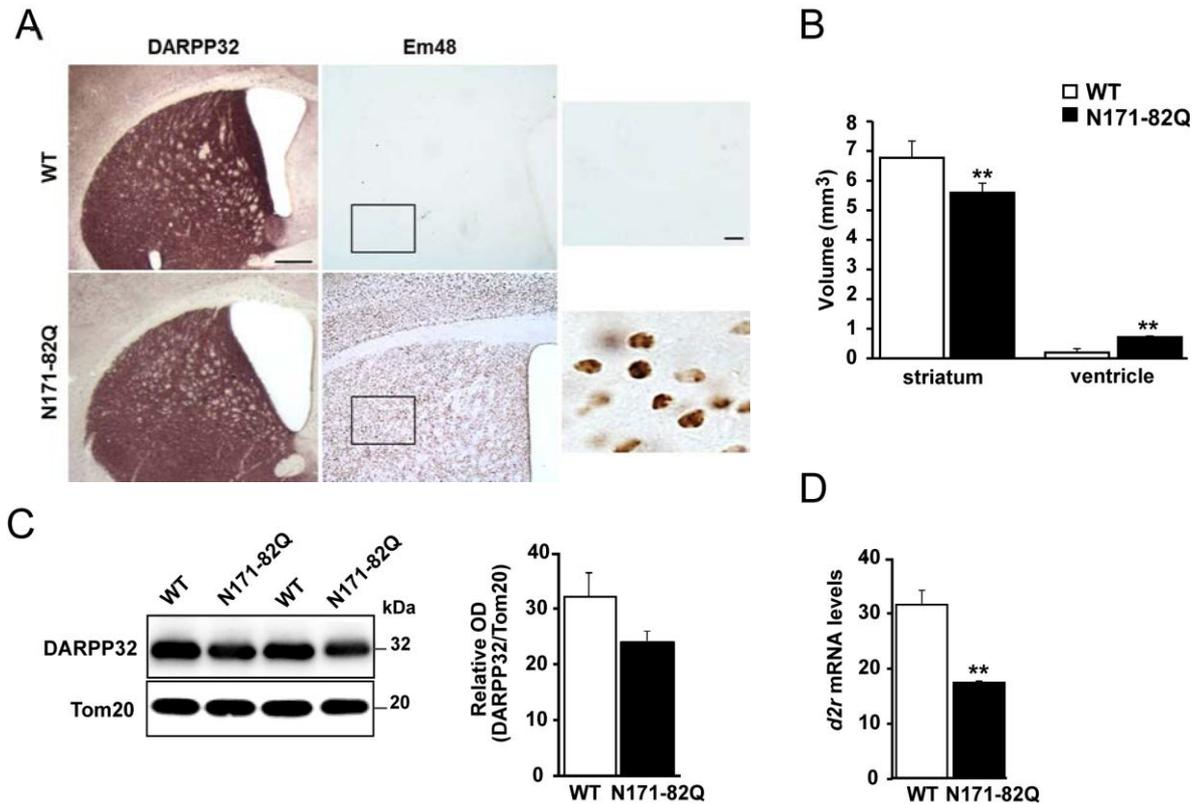 A
DARPP32
Em48
WT
N171-82Q
B
WT
N171-82Q
Volume (mm3)
8
7
6
5
4
3
2
1
0
**
**
striatum
ventricle
C
WT
N171-82Q
WT
N171-82Q
kDa
DARPP32
32
Tom20
20
Relative OD
(DARPP32/Tom20)
40
30
20
10
0
WT N171-82Q
D
d2r mRNA levels
40
30
20
10
0
**
WT N171-82Q